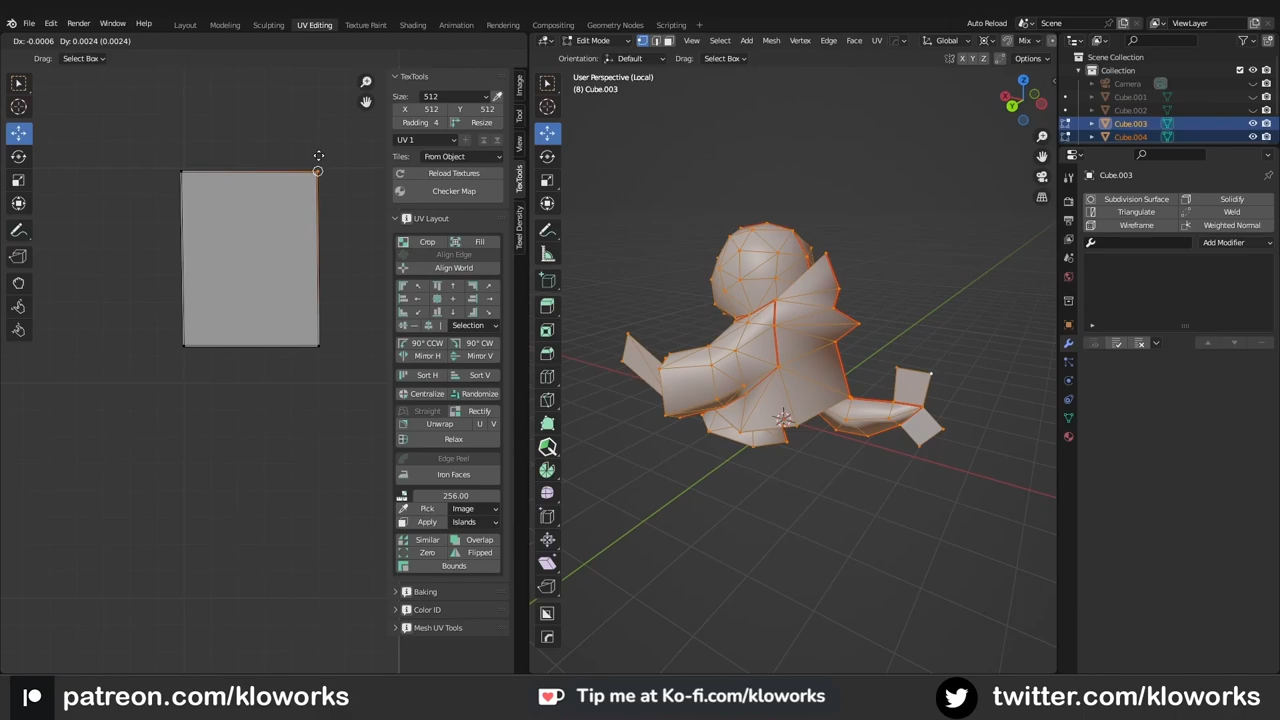 File Edit Render Window Help
Layout Modeling Sculpting UV Editing Texture Paint Shading Animation Rendering Compositing Geometry Nodes Scripting +
Auto Reload Scene ViewLayer
Dx: -0.0006 Dy: 0.0024 (0.0024)
Drag: Select Box
TexTools
Size: 512
X 512 Y 512
Padding 4 Resize
UV 1
Tiles: From Object
Reload Textures
Checker Map
UV Layout
Crop Fill
Align Edge
Align World
Selection
90° CCW 90° CW
Mirror H Mirror V
Sort H Sort V
Centralize Randomize
Straight Rectify
Unwrap U V
Relax
Edge Peel
Iron Faces
256.00
Pick Image
Apply Islands
Similar Overlap
Zero Flipped
Bounds
Baking
Color ID
Mesh UV Tools
Image
Tool
View
TexTools
Texel Density
Edit Mode View Select Add Mesh Vertex Edge Face UV Global Mix
Orientation: Default Drag: Select Box X Y Z Options
User Perspective (Local)
(8) Cube.003
X
Y
Z
Scene Collection
Collection
Camera
Cube.001
Cube.002
Cube.003
Cube.004
Cube.003
Subdivision Surface Solidify
Triangulate Weld
Wireframe Weighted Normal
Add Modifier
patreon.com/kloworks
Tip me at Ko-fi.com/kloworks
twitter.com/kloworks